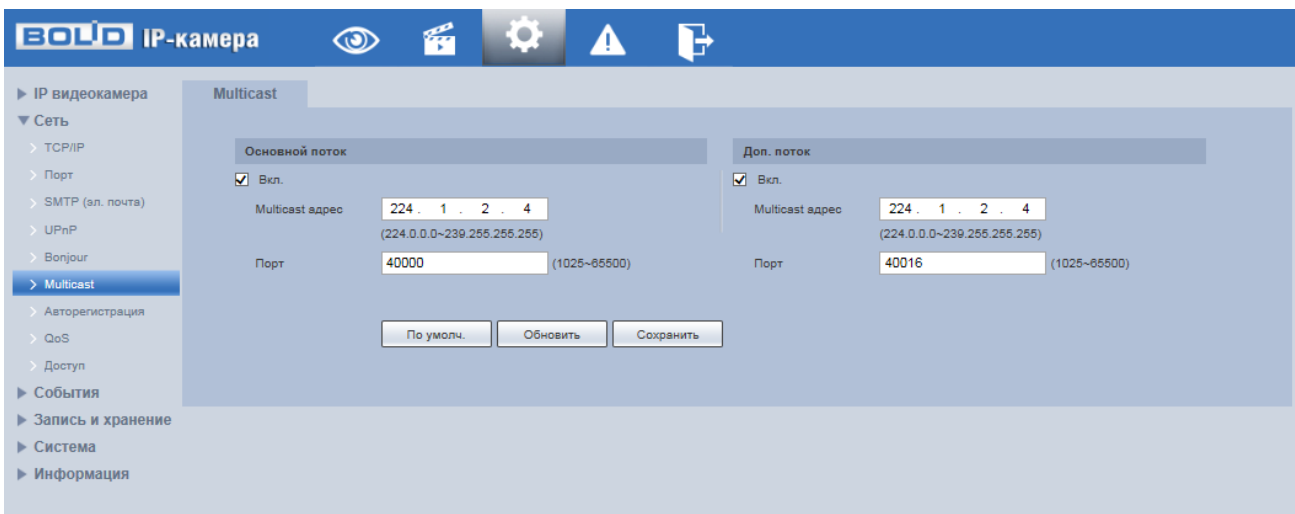 BOLID IP-камера
IP видеокамера
Сеть
TCP/IP
Порт
SMTP (эл. почта)
UPnP
Bonjour
Multicast
Авторегистрация
QoS
Доступ
События
Запись и хранение
Система
Информация
Multicast
Основной поток
Вкл.
Multicast адрес 224 . 1 . 2 . 4
(224.0.0.0~239.255.255.255)
Порт 40000 (1025~65500)
Доп. поток
Вкл.
Multicast адрес 224 . 1 . 2 . 4
(224.0.0.0~239.255.255.255)
Порт 40016 (1025~65500)
По умолч. Обновить Сохранить